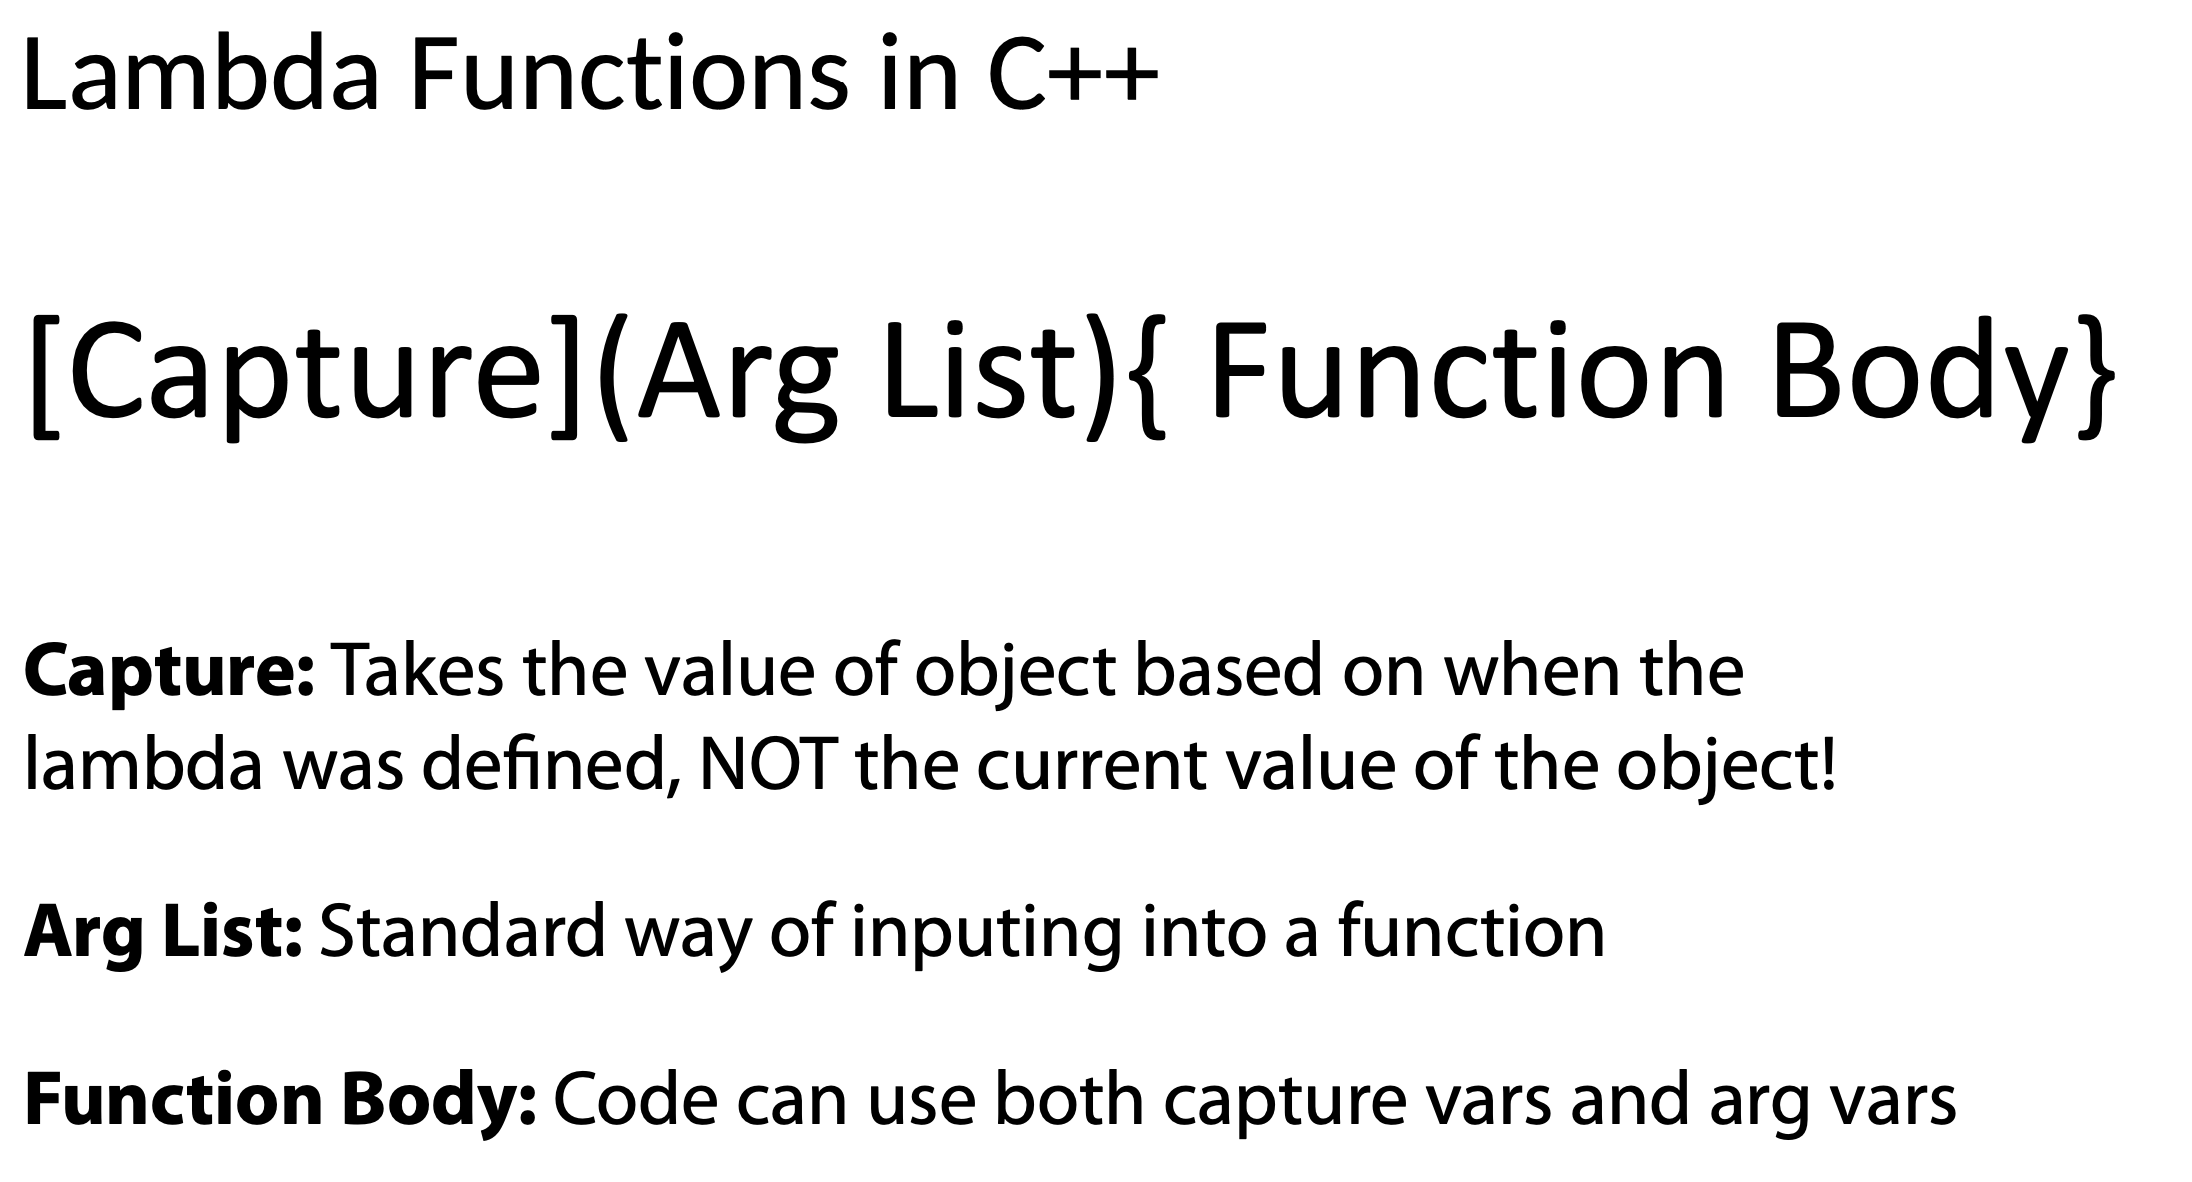 Lambda Functions in C++
[Capture](Arg List){ Function Body}
Capture: Takes the value of object based on when the
lambda was defined, NOT the current value of the object!
Arg List: Standard way of inputing into a function
Function Body: Code can use both capture vars and arg vars